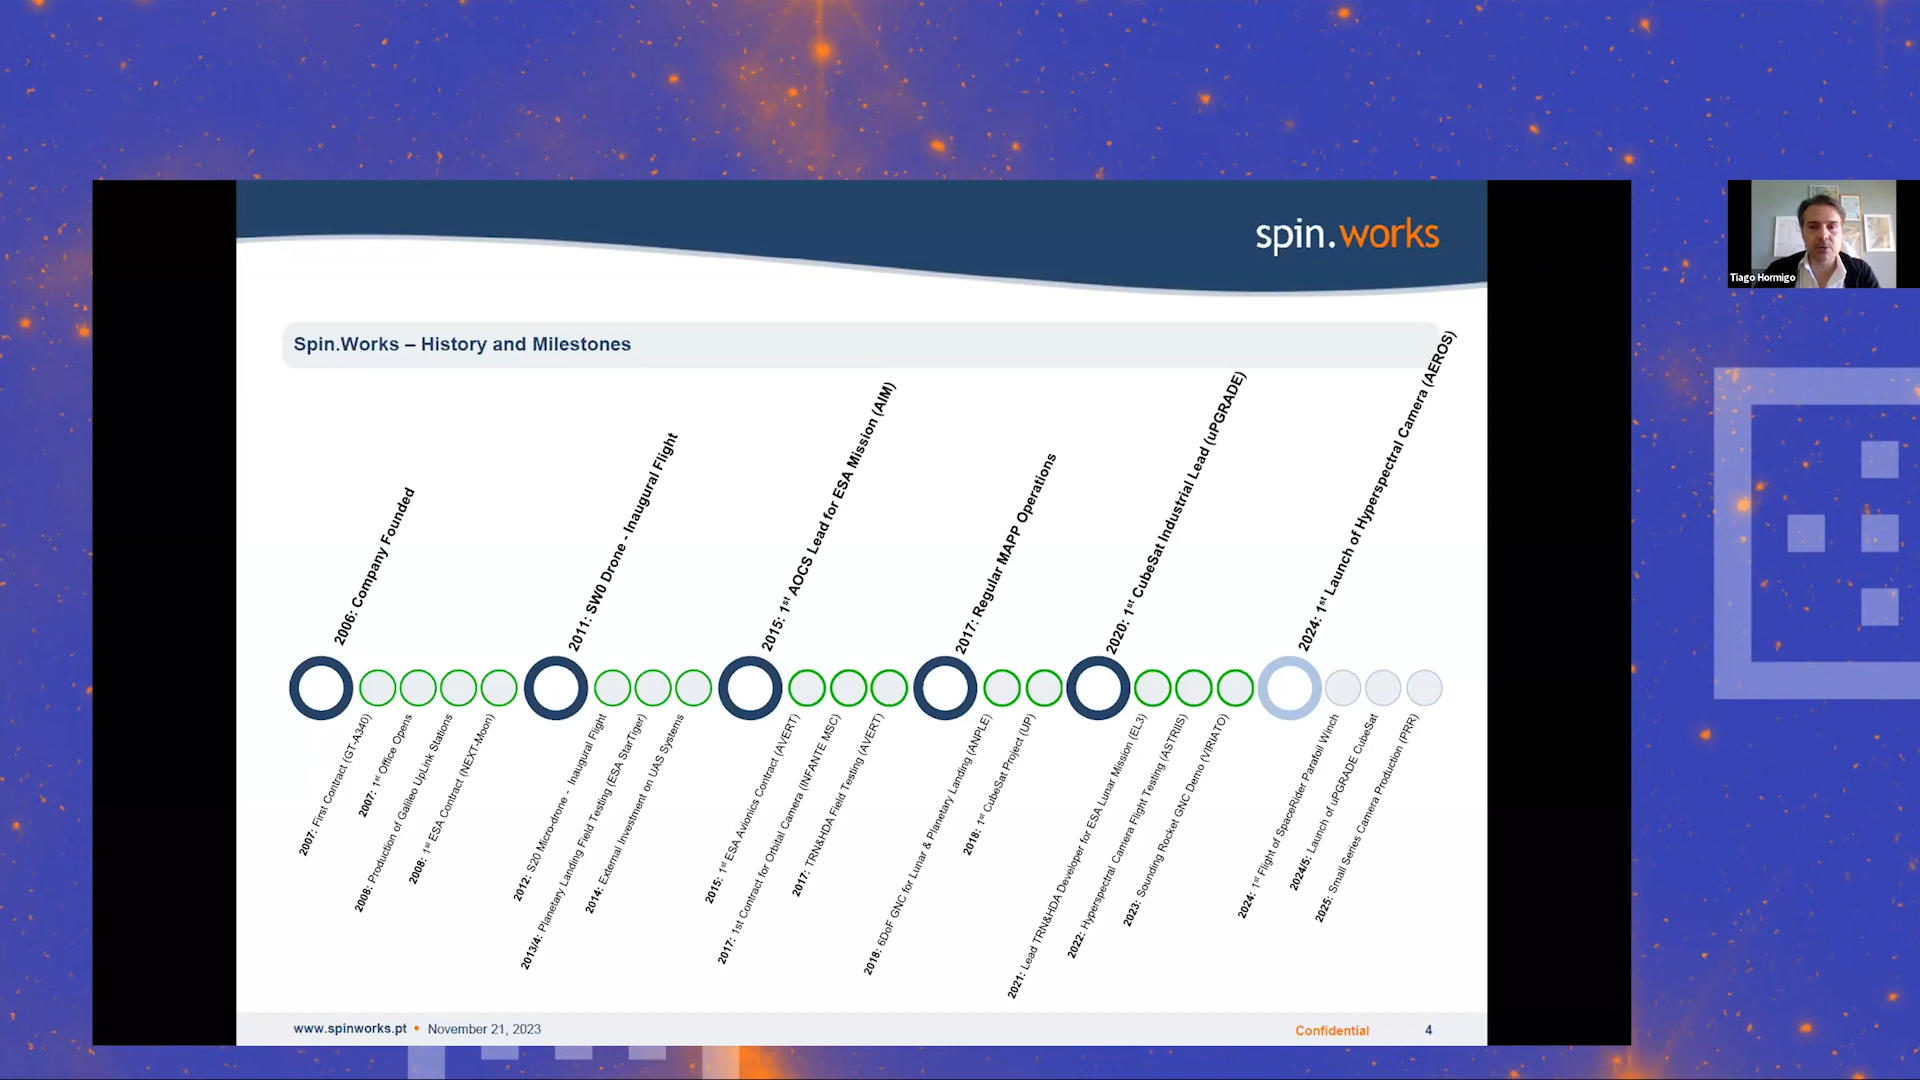 spin.works
Tiago Hormigo
Spin.Works – History and Milestones
2006: Company Founded
2011: SW0 Drone - Inaugural Flight
2015: 1st AOCS Lead for ESA Mission (AIM)
2017: Regular MAPP Operations
2020: 1st CubeSat Industrial Lead (uPGRADE)
2024: 1st Launch of Hyperspectral Camera (AEROS)
2007: First Contract (GT-A340)
2007: 1st Office Opens
2008: Production of Galileo UpLink Stations
2008: 1st ESA Contract (NEXT-Moon)
2012: S20 Micro-drone - Inaugural Flight
2013/4: Planetary Landing Field Testing (ESA StarTiger)
2014: External Investment on UAS Systems
2015: 1st ESA Avionics Contract (AVERT)
2017: 1st Contract for Orbital Camera (INFANTE MSC)
2017: TRN&HDA Field Testing (AVERT)
2018: 6DoF GNC for Lunar & Planetary Landing (ANPLE)
2018: 1st CubeSat Project (UP)
2021: Lead TRN&HDA Developer for ESA Lunar Mission (EL3)
2022: Hyperspectral Camera Flight Testing (ASTRIIS)
2023: Sounding Rocket GNC Demo (VIRIATO)
2024: 1st Flight of SpaceRider Parafoil Winch
2024/5: Launch of uPGRADE CubeSat
2025: Small Series Camera Production (PRR)
www.spinworks.pt • November 21, 2023
Confidential
4